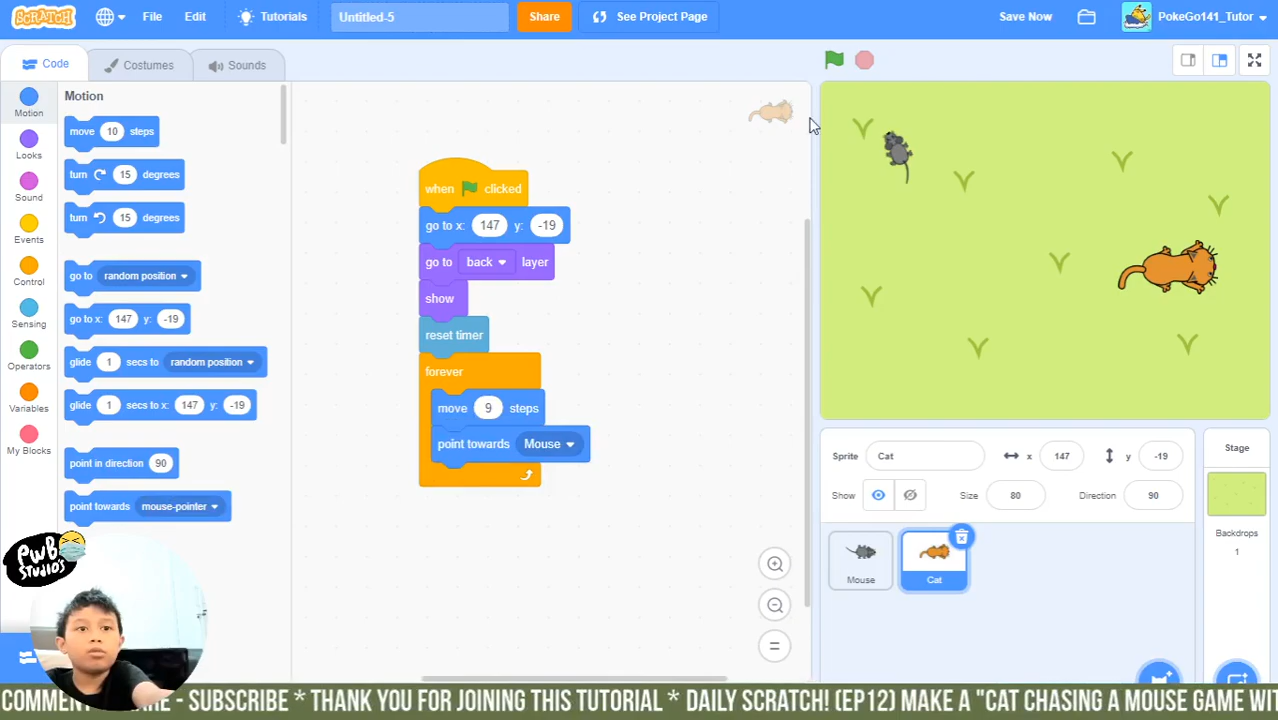 SCRATCH
File
Edit
Tutorials
Untitled-5
Share
See Project Page
Save Now
PokeGo141_Tutor
Code
Costumes
Sounds
Motion
Looks
Sound
Events
Control
Sensing
Operators
Variables
My Blocks
Motion
move 10 steps
turn 15 degrees
turn 15 degrees
go to random position
go to x: 147 y: -19
glide 1 secs to random position
glide 1 secs to x: 147 y: -19
point in direction 90
point towards mouse-pointer
when clicked
go to x: 147 y: -19
go to back layer
show
reset timer
forever
move 9 steps
point towards Mouse
Sprite Cat x 147 y -19
Show Size 80 Direction 90
Mouse
Cat
Stage
Backdrops
1
PWB
STUDIO'S
COMMENT
SUBSCRIBE * THANK YOU FOR JOINING THIS TUTORIAL * DAILY SCRATCH! (EP12) MAKE A "CAT CHASING A MOUSE GAME WIT